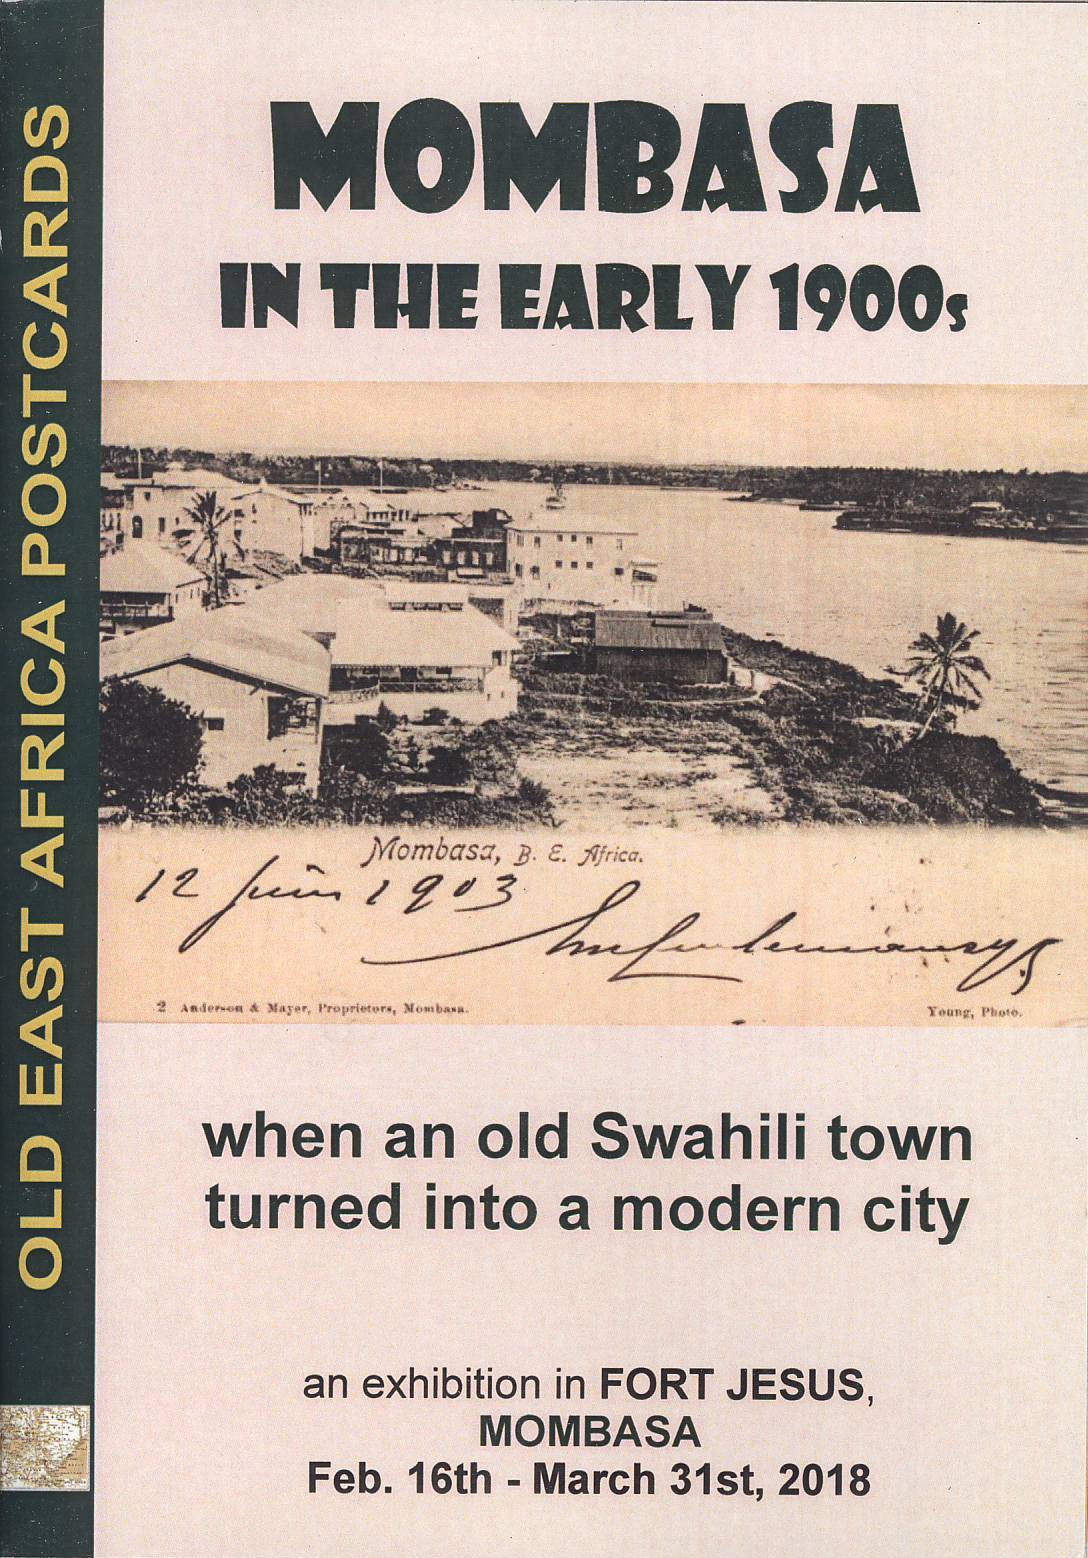 OLD EAST AFRICA POSTCARDS
MOMBASA
IN THE EARLY 1900s
Mombasa, B. E. Africa.
12 Juin 1903
2 Anderson & Mayer, Proprietors, Mombasa.
Young, Photo.
when an old Swahili town
turned into a modern city
an exhibition in FORT JESUS,
MOMBASA
Feb. 16th - March 31st, 2018